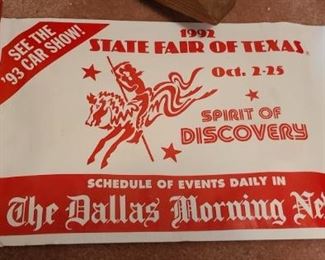 SEE THE
'93 CAR SHOW!
1992
STATE FAIR OF TEXAS
Oct. 2-25
SPIRIT OF
DISCOVERY
SCHEDULE OF EVENTS DAILY IN
The Dallas Morning Ne